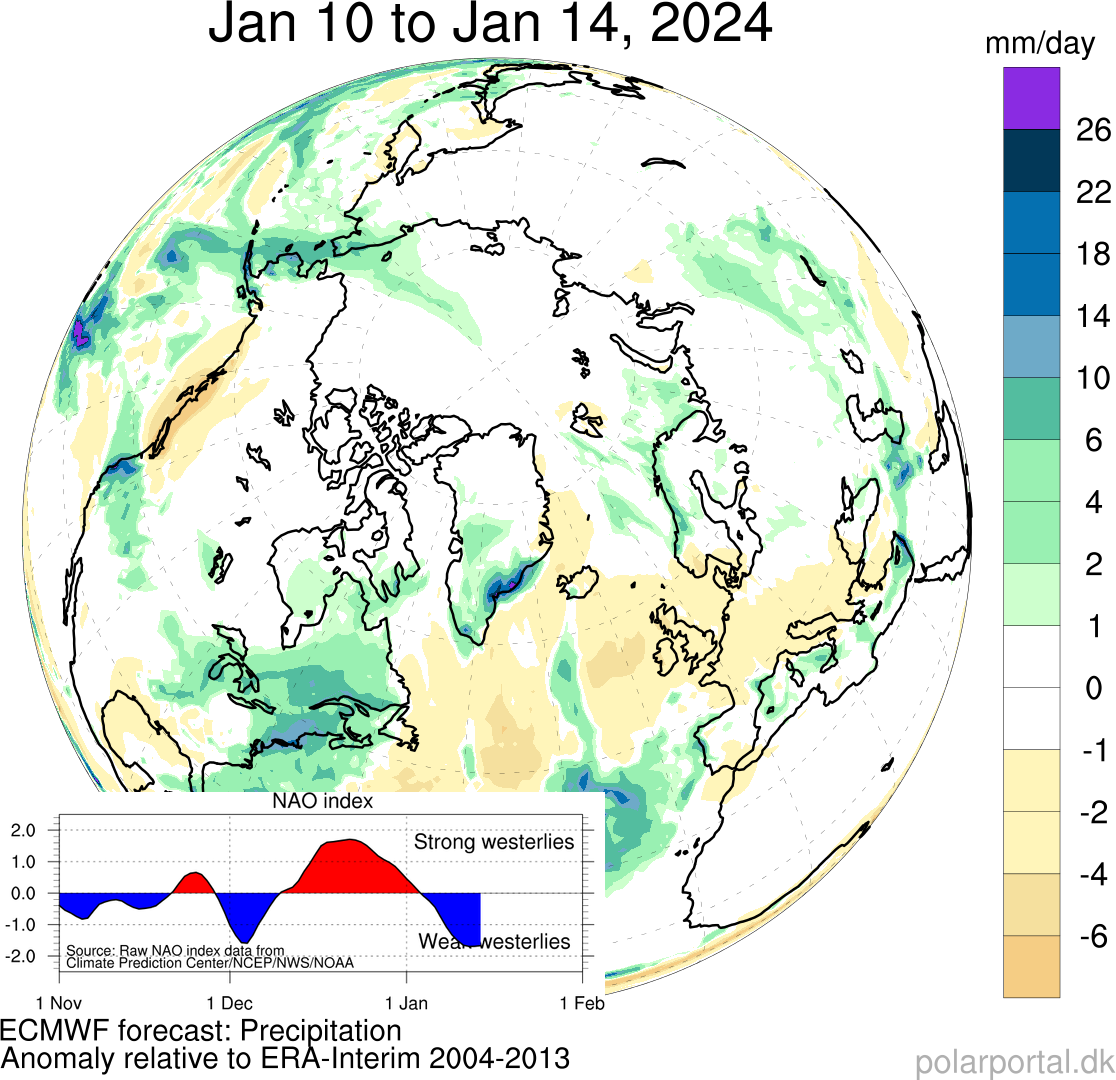 Jan 10 to Jan 14, 2024
mm/day
26
22
18
14
10
6
4
2
1
0
-1
-2
-4
-6
NAO index
2.0
1.0
0.0
-1.0
-2.0
Strong westerlies
Weak westerlies
Source: Raw NAO index data from
Climate Prediction Center/NCEP/NWS/NOAA
1 Nov 1 Dec 1 Jan 1 Feb
ECMWF forecast: Precipitation
Anomaly relative to ERA-Interim 2004-2013
polarportal.dk